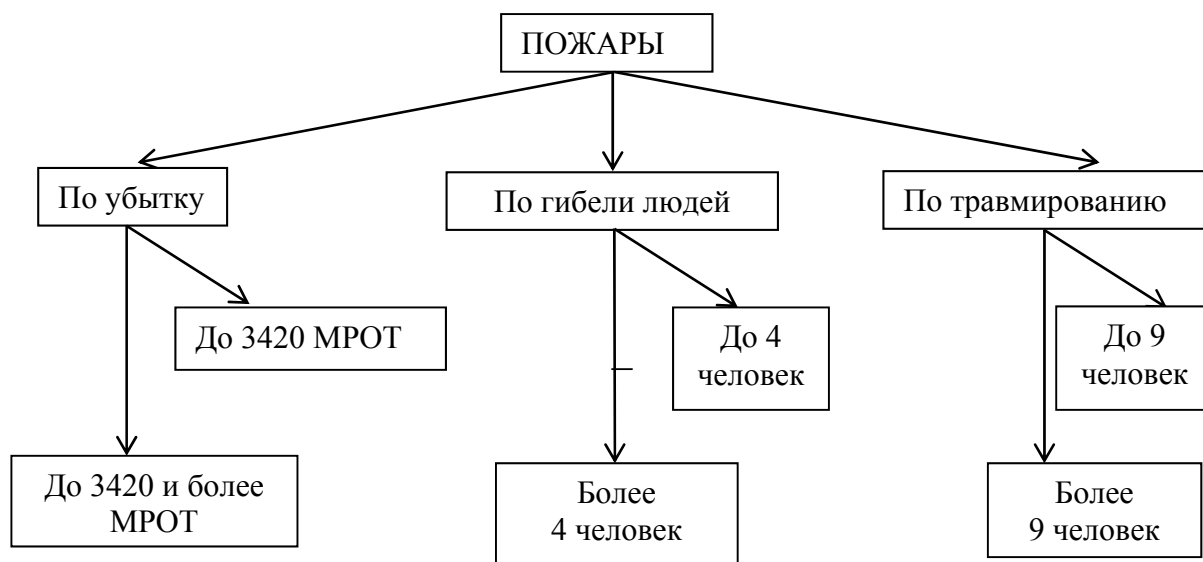 ПОЖАРЫ
По убытку
По гибели людей
По травмированию
До 3420 МРОТ
До 4
человек
До 9
человек
До 3420 и более
МРОТ
Более
4 человек
Более
9 человек